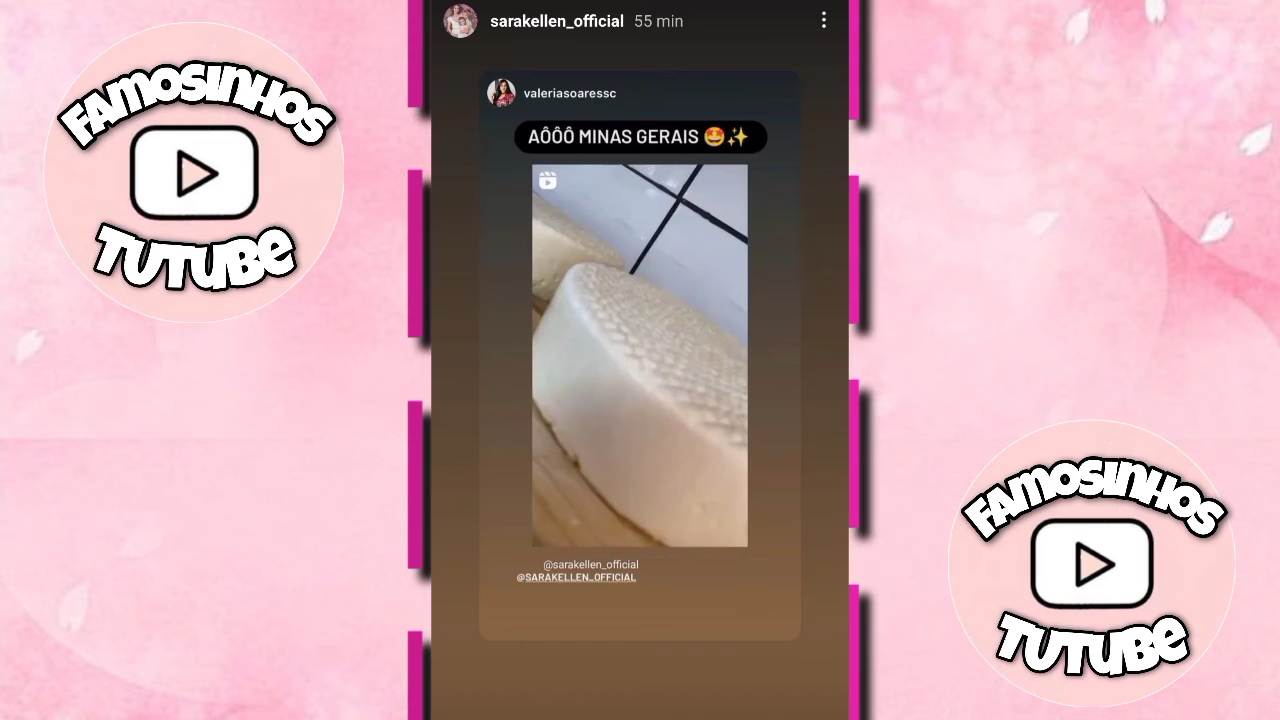 FAMOSINHOS
TUTUBE
sarakellen_official 55 min
valeriasoaressc
AÔÔÔ MINAS GERAIS 🤩✨
@sarakellen_official
@SARAKELLEN_OFFICIAL
FAMOSINHOS
TUTUBE